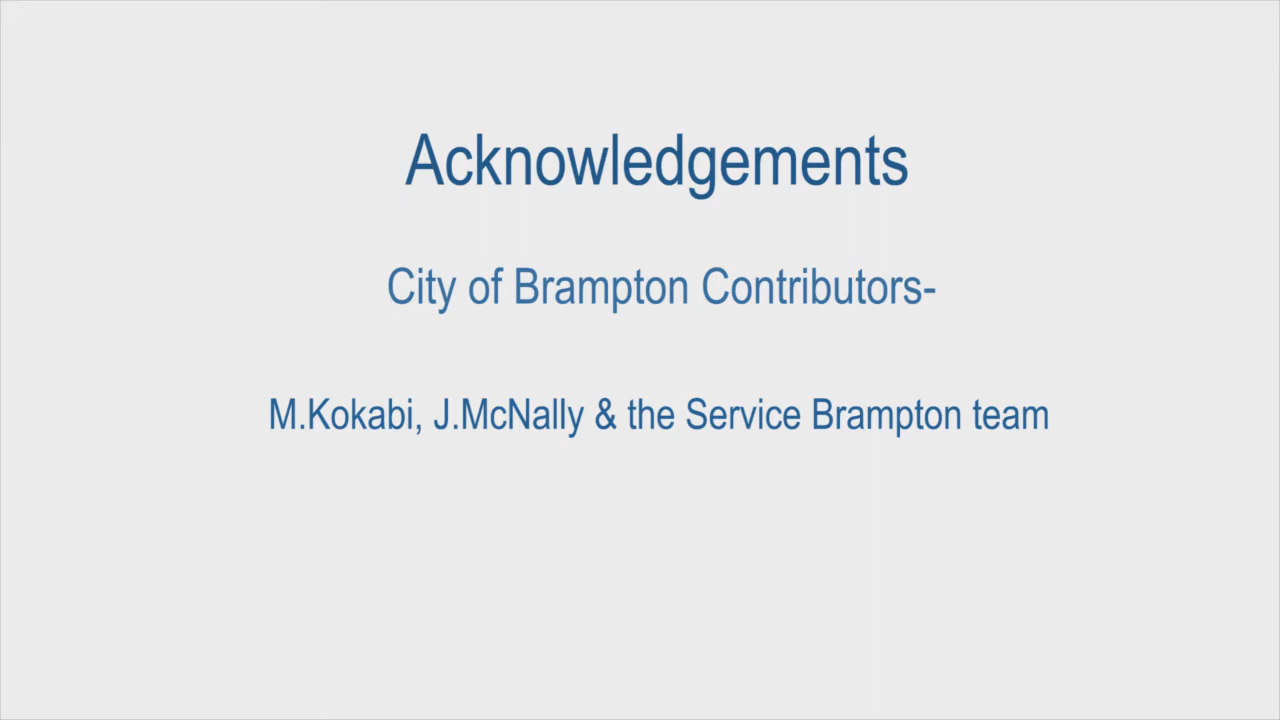 Acknowledgements
City of Brampton Contributors-
M.Kokabi, J.McNally & the Service Brampton team